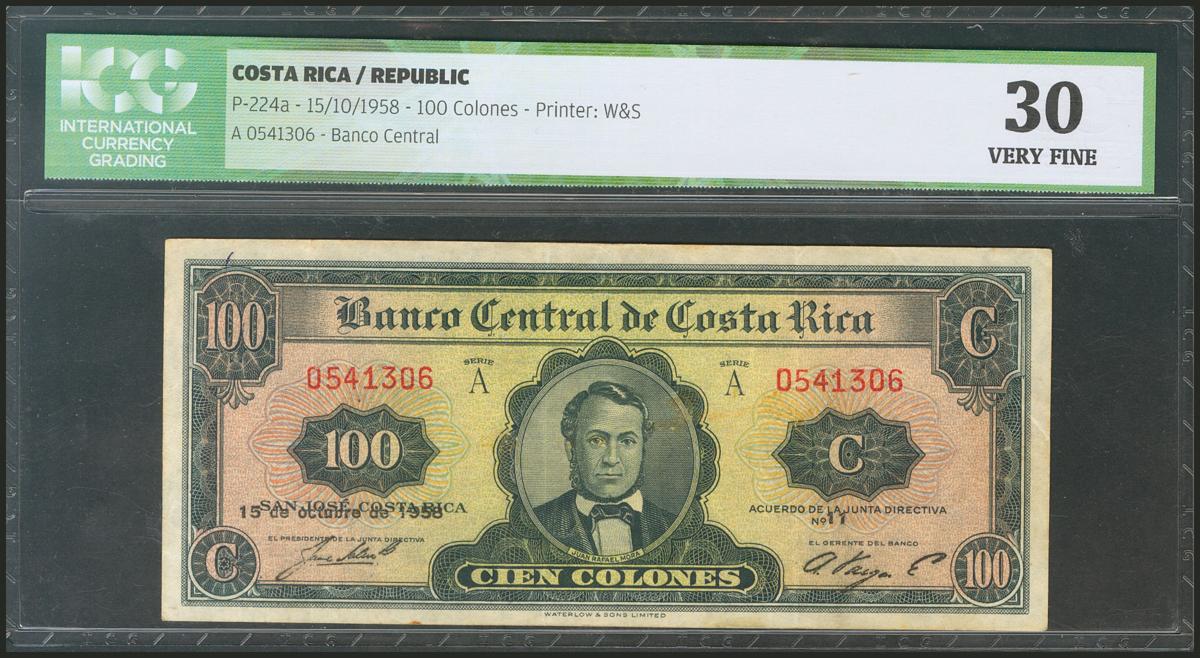 ICG
INTERNATIONAL
CURRENCY
GRADING
COSTA RICA / REPUBLIC
P-224a - 15/10/1958 - 100 Colones - Printer: W&S
A 0541306 - Banco Central
30
VERY FINE
100
Banco Central de Costa Rica
C
0541306
SERIE
A
SERIE
A
0541306
100
C
SAN JOSÉ, COSTA RICA
15 de octubre de 1958
ACUERDO DE LA JUNTA DIRECTIVA
Nº 17
EL PRESIDENTE DE LA JUNTA DIRECTIVA
EL GERENTE DEL BANCO
JUAN RAFAEL MORA
C
CIEN COLONES
100
WATERLOW & SONS LIMITED